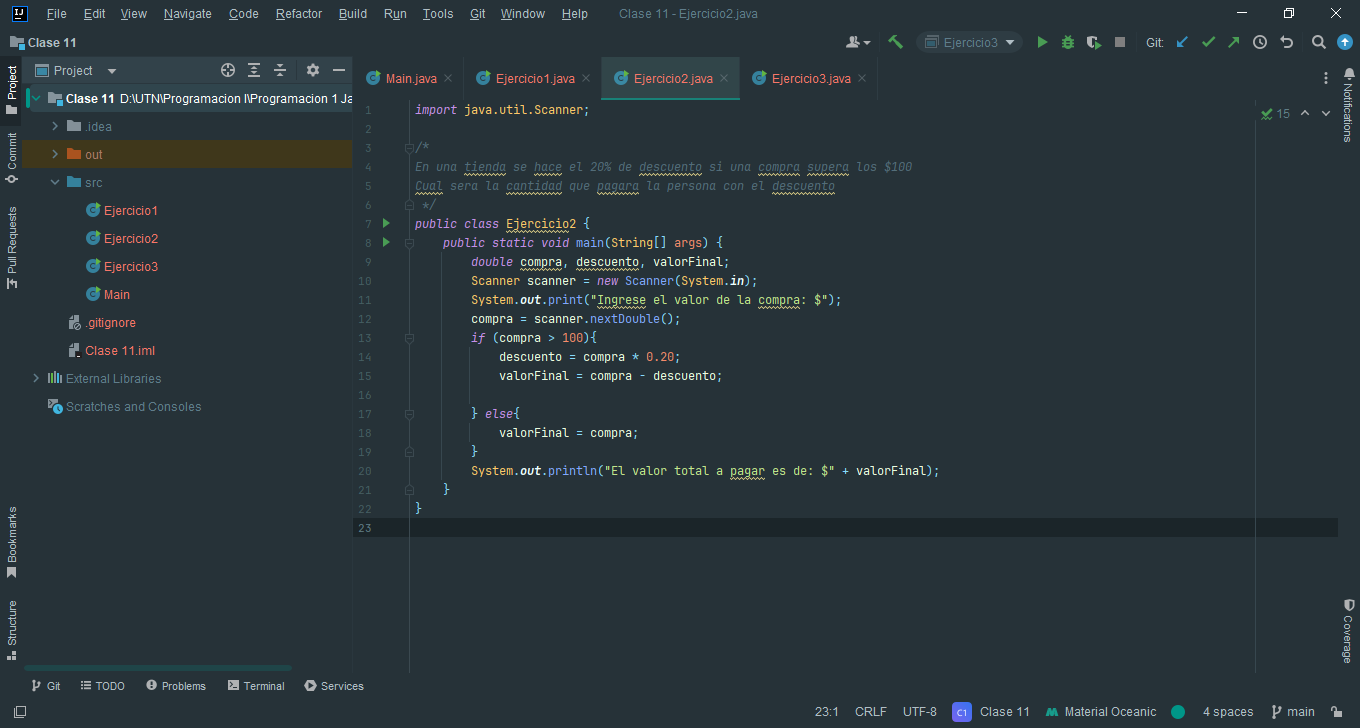 File Edit View Navigate Code Refactor Build Run Tools Git Window Help Clase 11 - Ejercicio2.java
Clase 11 Ejercicio3 Git:
Project
Main.java Ejercicio1.java Ejercicio2.java Ejercicio3.java
Clase 11 D:\UTN\Programacion I\Programacion 1 Ja
.idea
out
src
Ejercicio1
Ejercicio2
Ejercicio3
Main
.gitignore
Clase 11.iml
External Libraries
Scratches and Consoles
Project
Commit
Pull Requests
Bookmarks
Structure
15
1 import java.util.Scanner;
2
3 /*
4 En una tienda se hace el 20% de descuento si una compra supera los $100
5 Cual sera la cantidad que pagara la persona con el descuento
6 */
7 public class Ejercicio2 {
8 public static void main(String[] args) {
9 double compra, descuento, valorFinal;
10 Scanner scanner = new Scanner(System.in);
11 System.out.print("Ingrese el valor de la compra: $");
12 compra = scanner.nextDouble();
13 if (compra > 100){
14 descuento = compra * 0.20;
15 valorFinal = compra - descuento;
16
17 } else{
18 valorFinal = compra;
19 }
20 System.out.println("El valor total a pagar es de: $" + valorFinal);
21 }
22 }
23
Notifications
Coverage
Git TODO Problems Terminal Services
23:1 CRLF UTF-8 C1 Clase 11 Material Oceanic 4 spaces main